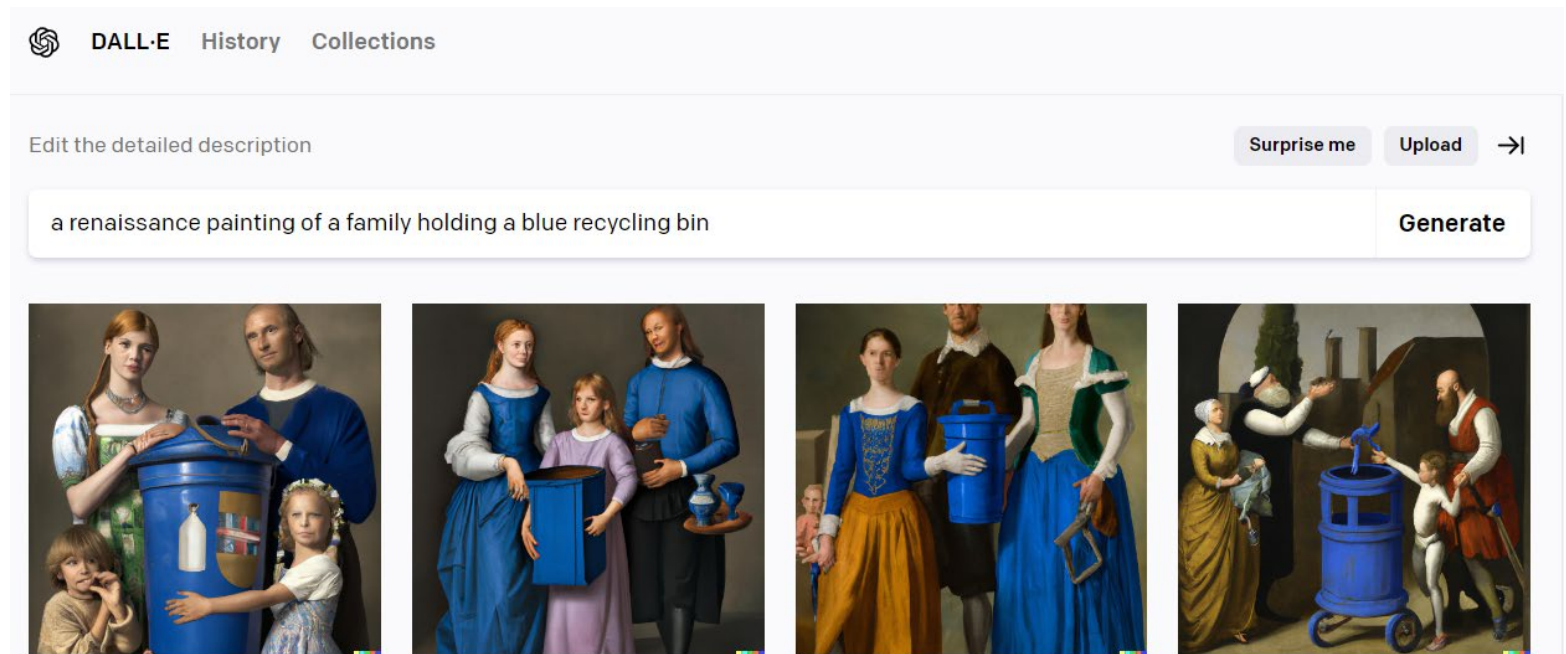 DALL·E History Collections
Edit the detailed description
Surprise me Upload
a renaissance painting of a family holding a blue recycling bin
Generate